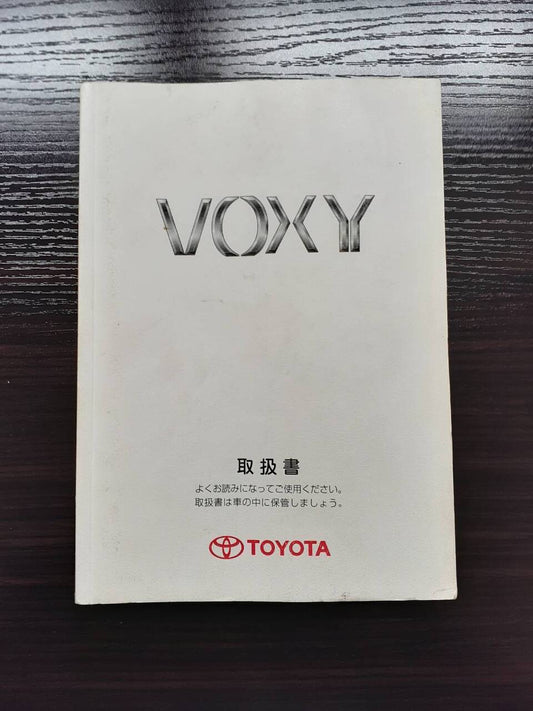 VOXY
取扱書
よくお読みになってご使用ください。
取扱書は車の中に保管しましょう。
TOYOTA